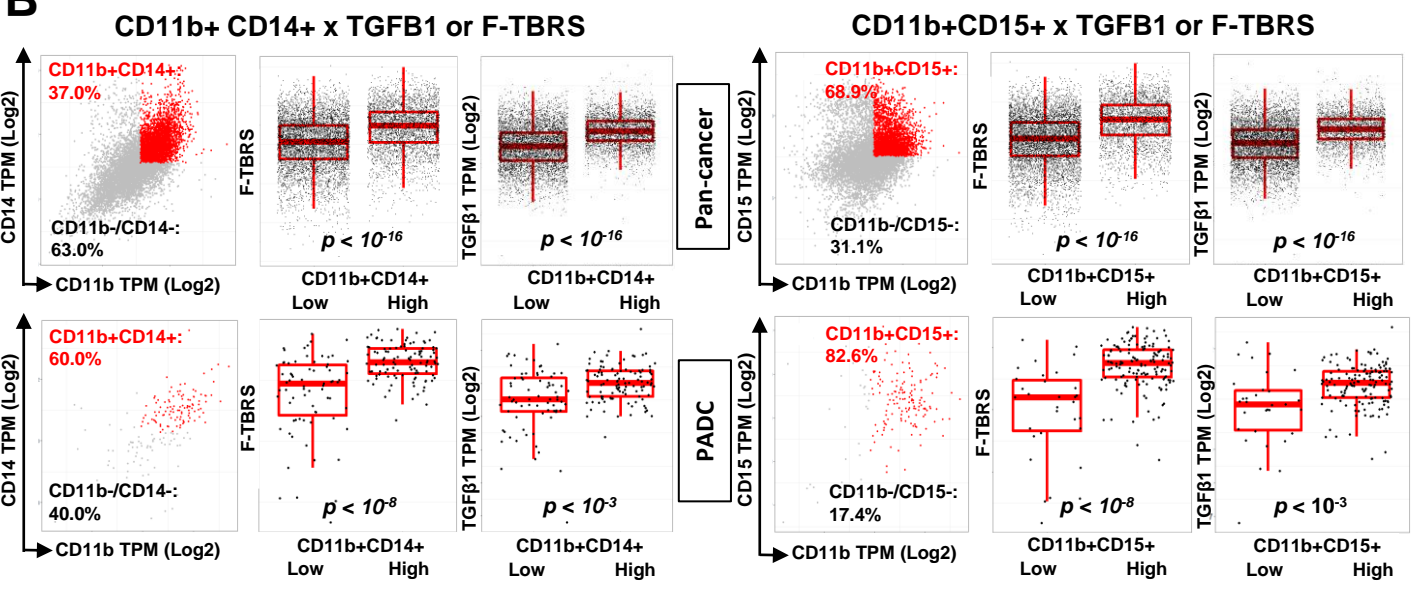 B
CD11b+ CD14+ x TGFB1 or F-TBRS
CD14 TPM (Log2)
CD11b+CD14+:
37.0%
CD11b-/CD14-:
63.0%
CD11b TPM (Log2)
F-TBRS
p < 10-16
CD11b+CD14+
Low High
TGFβ1 TPM (Log2)
p < 10-16
CD11b+CD14+
Low High
Pan-cancer
CD11b+CD15+ x TGFB1 or F-TBRS
CD15 TPM (Log2)
CD11b+CD15+:
68.9%
CD11b-/CD15-:
31.1%
CD11b TPM (Log2)
F-TBRS
p < 10-16
CD11b+CD15+
Low High
TGFβ1 TPM (Log2)
p < 10-16
CD11b+CD15+
Low High
CD14 TPM (Log2)
CD11b+CD14+:
60.0%
CD11b-/CD14-:
40.0%
CD11b TPM (Log2)
F-TBRS
p < 10-8
CD11b+CD14+
Low High
TGFβ1 TPM (Log2)
p < 10-3
CD11b+CD14+
Low High
PADC
CD15 TPM (Log2)
CD11b+CD15+:
82.6%
CD11b-/CD15-:
17.4%
CD11b TPM (Log2)
F-TBRS
p < 10-8
CD11b+CD15+
Low High
TGFβ1 TPM (Log2)
p < 10-3
CD11b+CD15+
Low High